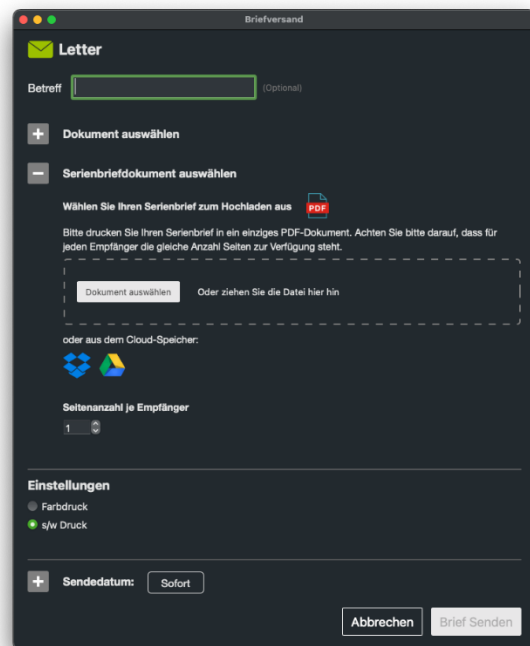 Briefversand
Letter
Betreff
(Optional)
Dokument auswählen
Serienbriefdokument auswählen
Wählen Sie Ihren Serienbrief zum Hochladen aus PDF
Bitte drucken Sie Ihren Serienbrief in ein einziges PDF-Dokument. Achten Sie bitte darauf, dass für
jeden Empfänger die gleiche Anzahl Seiten zur Verfügung steht.
Dokument auswählen Oder ziehen Sie die Datei hier hin
oder aus dem Cloud-Speicher:
Seitenanzahl je Empfänger
1
Einstellungen
Farbdruck
s/w Druck
Sendedatum: Sofort
Abbrechen Brief Senden